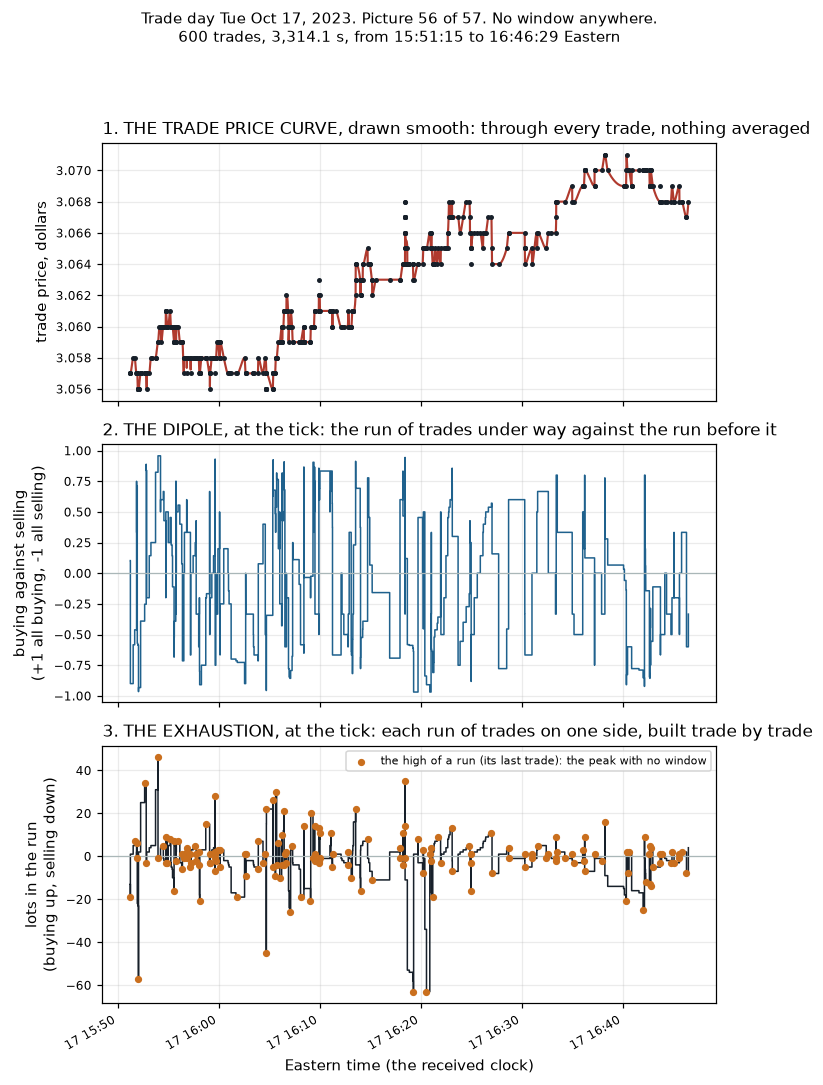 Trade day Tue Oct 17, 2023. Picture 56 of 57. No window anywhere.
600 trades, 3,314.1 s, from 15:51:15 to 16:46:29 Eastern
1. THE TRADE PRICE CURVE, drawn smooth: through every trade, nothing averaged
trade price, dollars
3.070
3.068
3.066
3.064
3.062
3.060
3.058
3.056
2. THE DIPOLE, at the tick: the run of trades under way against the run before it
buying against selling
(+1 all buying, -1 all selling)
1.00
0.75
0.50
0.25
0.00
−0.25
−0.50
−0.75
−1.00
3. THE EXHAUSTION, at the tick: each run of trades on one side, built trade by trade
the high of a run (its last trade): the peak with no window
lots in the run
(buying up, selling down)
40
20
0
−20
−40
−60
17 15:50
17 16:00
17 16:10
17 16:20
17 16:30
17 16:40
Eastern time (the received clock)